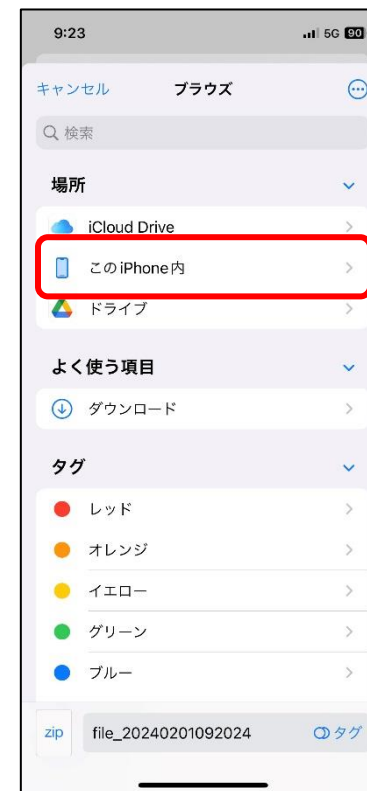 9:23 5G 90
キャンセル ブラウズ
検索
場所
iCloud Drive
このiPhone内
ドライブ
よく使う項目
ダウンロード
タグ
レッド
オレンジ
イエロー
グリーン
ブルー
zip file_20240201092024 タグ